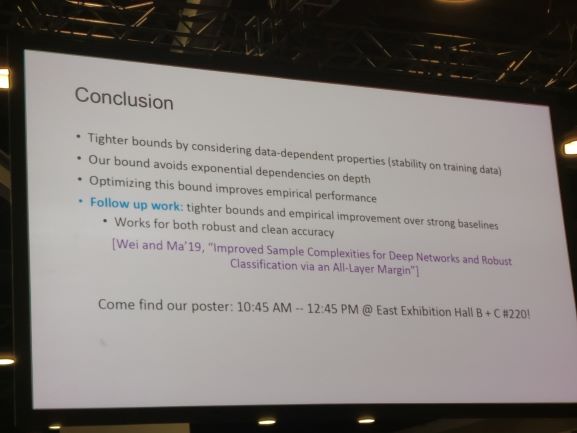 Conclusion
• Tighter bounds by considering data-dependent properties (stability on training data)
• Our bound avoids exponential dependencies on depth
• Optimizing this bound improves empirical performance
• Follow up work: tighter bounds and empirical improvement over strong baselines
• Works for both robust and clean accuracy
[Wei and Ma'19, "Improved Sample Complexities for Deep Networks and Robust
Classification via an All-Layer Margin"]
Come find our poster: 10:45 AM -- 12:45 PM @ East Exhibition Hall B + C #220!